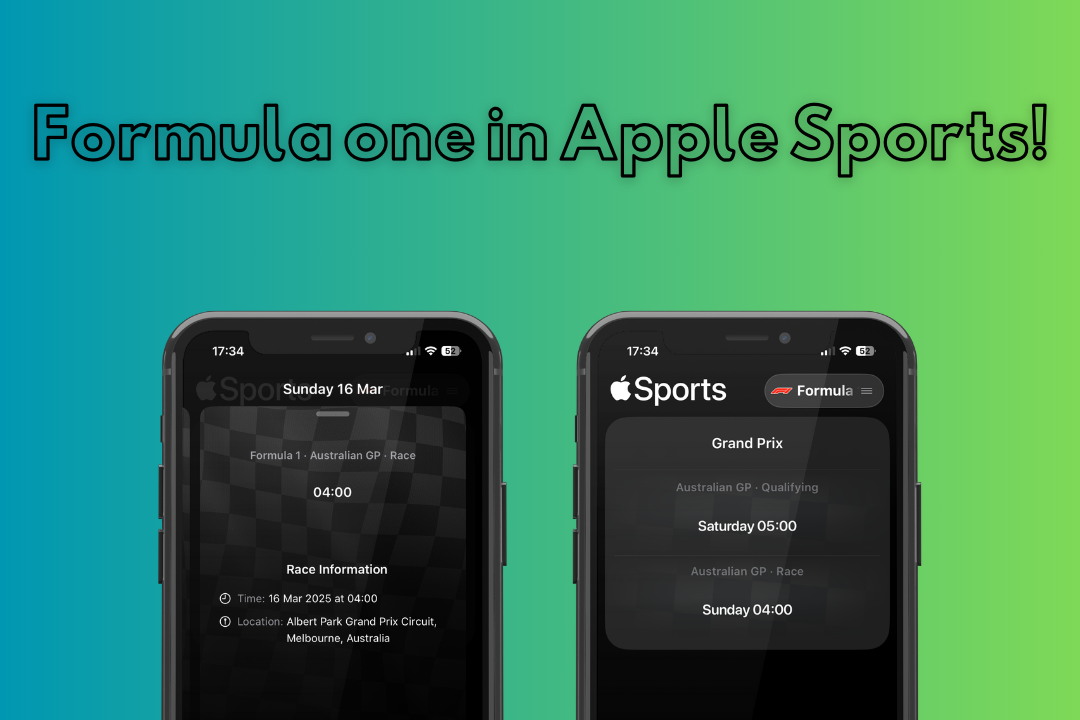 Formula one in Apple Sports!
17:34
52
Sports
Formula
Sunday 16 Mar
Formula 1 · Australian GP · Race
04:00
Race Information
Time: 16 Mar 2025 at 04:00
Location: Albert Park Grand Prix Circuit,
Melbourne, Australia
17:34
52
Sports
Formula
Grand Prix
Australian GP · Qualifying
Saturday 05:00
Australian GP · Race
Sunday 04:00